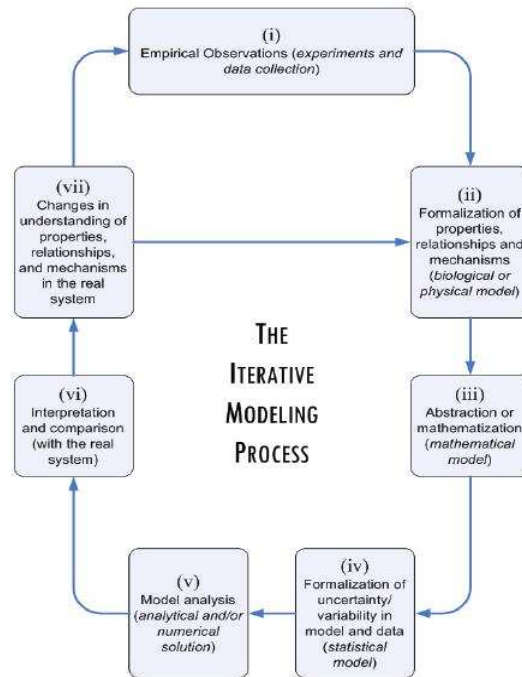 (i)
Empirical Observations (experiments and
data collection)
(vii)
Changes in
understanding of
properties,
relationships,
and mechanisms
in the real
system
(ii)
Formalization of
properties,
relationships and
mechanisms
(biological or
physical model)
THE
ITERATIVE
MODELING
PROCESS
(vi)
Interpretation
and comparison
(with the real
system)
(iii)
Abstraction or
mathematization
(mathematical
model)
(v)
Model analysis
(analytical and/or
numerical
solution)
(iv)
Formalization of
uncertainty/
variability in
model and data
(statistical
model)